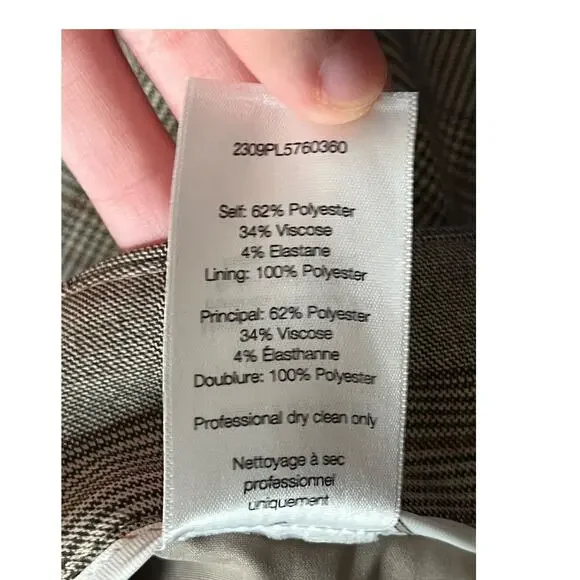 2309PL5760360
Self: 62% Polyester
34% Viscose
4% Elastane
Lining: 100% Polyester
Principal: 62% Polyester
34% Viscose
4% Élasthanne
Doublure: 100% Polyester
Professional dry clean only
Nettoyage à sec
professionnel
uniquement